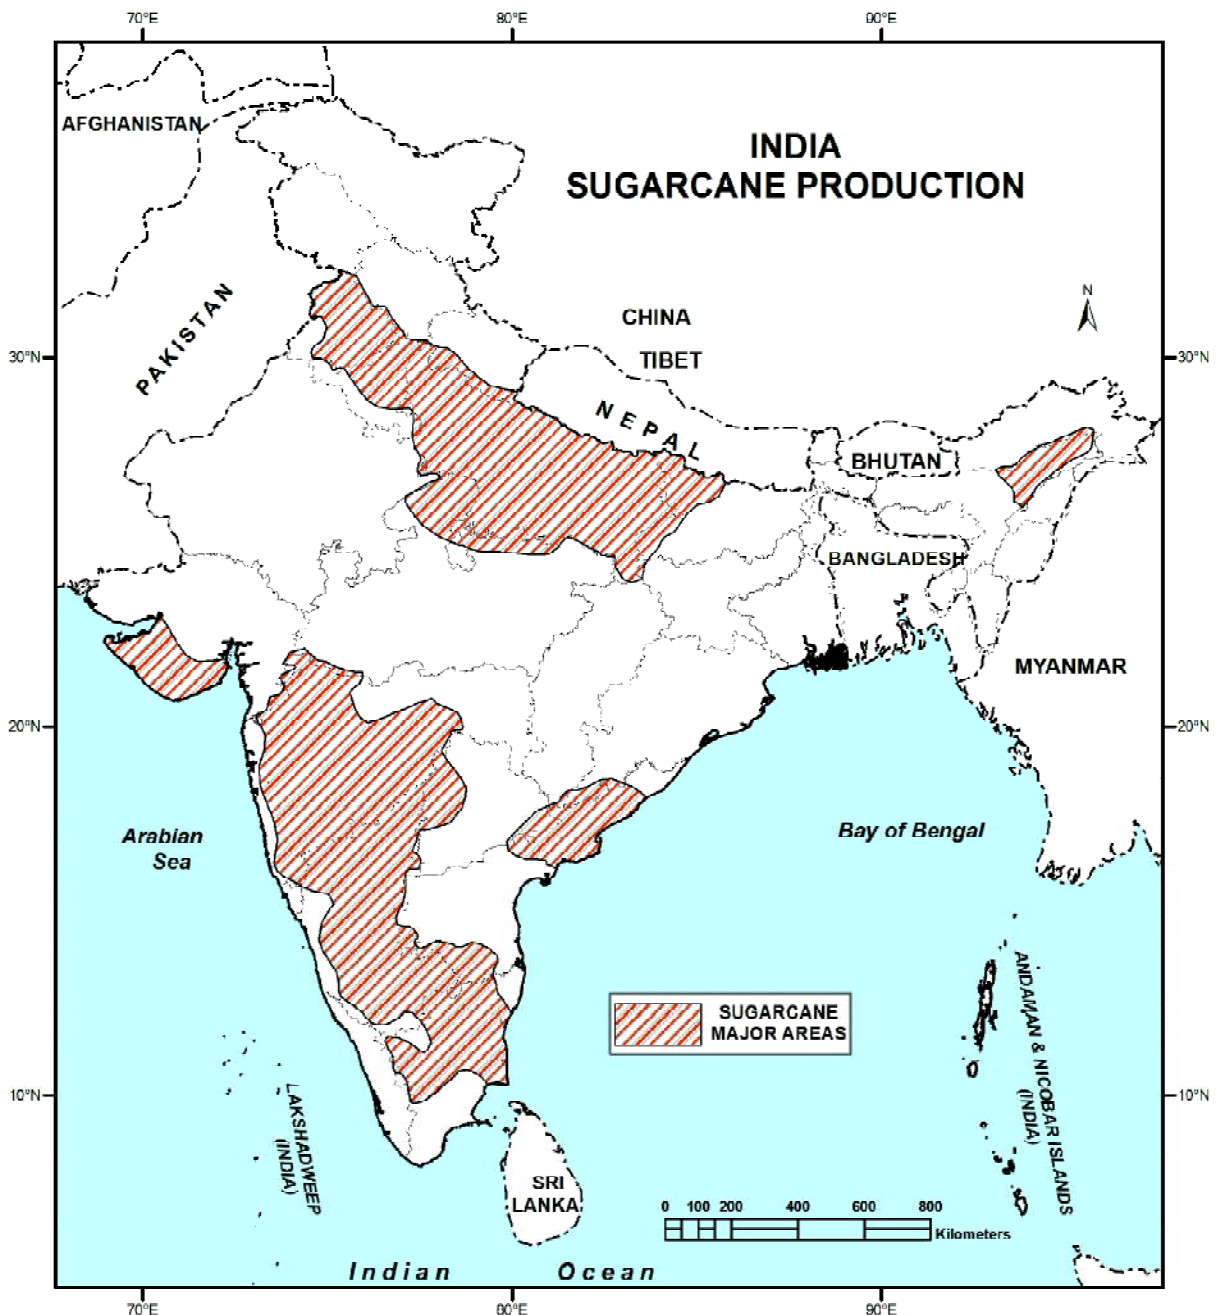 70°E 80°E 90°E
AFGHANISTAN
INDIA
SUGARCANE PRODUCTION
N
PAKISTAN
CHINA
TIBET
30°N 30°N
NEPAL
BHUTAN
BANGLADESH
MYANMAR
20°N 20°N
Arabian
Sea
Bay of Bengal
SUGARCANE
MAJOR AREAS
ANDAMAN & NICOBAR ISLANDS
(INDIA)
10°N 10°N
LAKSHADWEEP
(INDIA)
SRI
LANKA
0 100 200 400 600 800
Kilometers
Indian Ocean
70°E 80°E 90°E